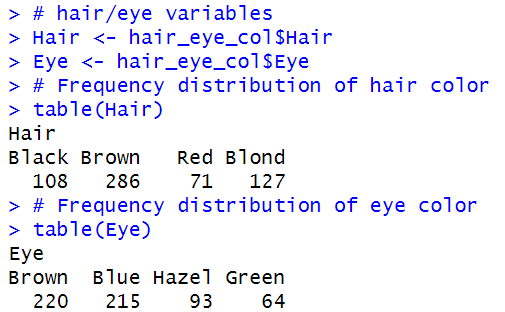 > # hair/eye variables
> Hair <- hair_eye_col$Hair
> Eye <- hair_eye_col$Eye
> # Frequency distribution of hair color
> table(Hair)
Hair
Black Brown   Red Blond
  108   286    71   127
> # Frequency distribution of eye color
> table(Eye)
Eye
Brown  Blue Hazel Green
  220   215    93    64